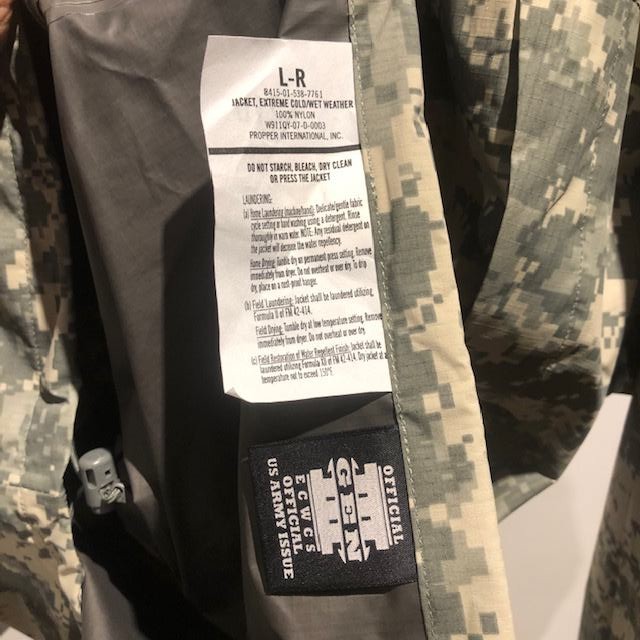 L-R
8415-01-538-7761
JACKET, EXTREME COLD/WET WEATHER
100% NYLON
W911QY-07-D-0003
PROPPER INTERNATIONAL, INC.
DO NOT STARCH, BLEACH, DRY CLEAN
OR PRESS THE JACKET
LAUNDERING:
(a) Home Laundering (machine/hand): Delicate/gentle fabric
cycle setting or hand washing using a detergent. Rinse
thoroughly in warm water. NOTE: Any residual detergent on
the jacket will decrease the water repellency.
Home Drying: Tumble dry on permanent press setting. Remove
immediately from dryer. Do not overheat or over dry. To drip
dry, place on a rust-proof hanger.
(b) Field Laundering: Jacket shall be laundered utilizing
Formula II of FM 42-414.
Field Drying: Tumble dry at low temperature setting. Remove
immediately from dryer. Do not overheat or over dry.
(c) Field Restoration of Water Repellent Finish: Jacket shall be
laundered utilizing Formula XI of FM 42-414. Dry jacket at a
temperature not to exceed 130°F.
OFFICIAL
GEN
III
ECWCS
OFFICIAL
US ARMY ISSUE